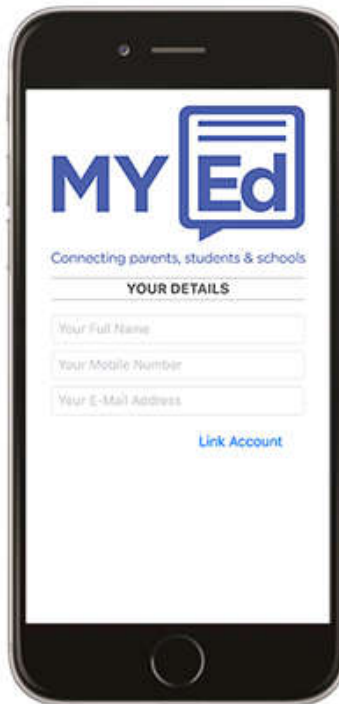 MY Ed
Connecting parents, students & schools
YOUR DETAILS
Your Full Name
Your Mobile Number
Your E-Mail Address
Link Account